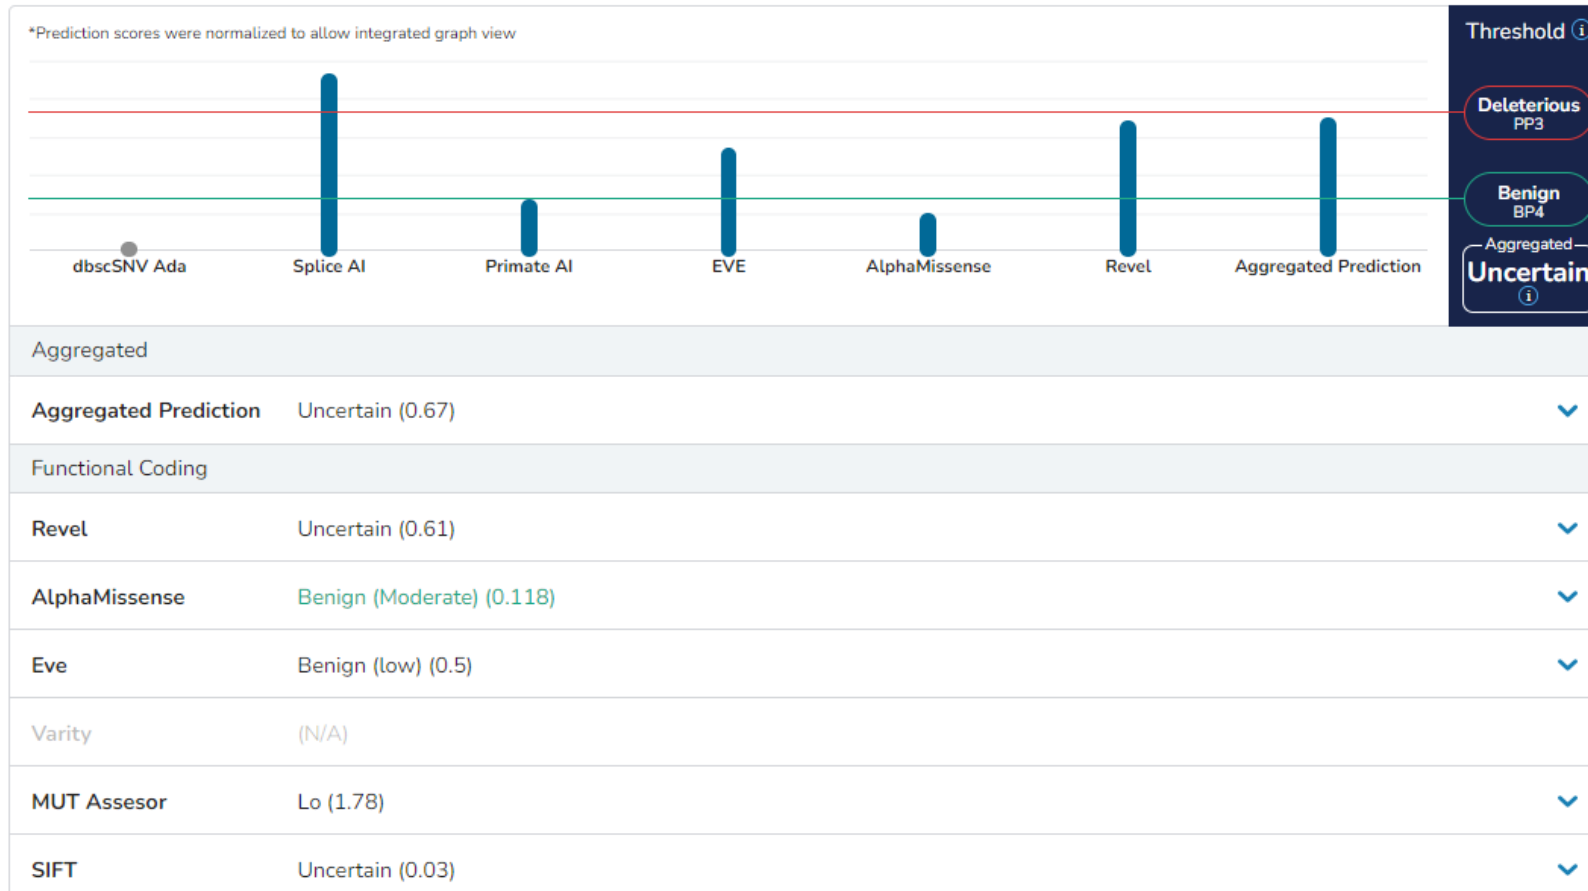 *Prediction scores were normalized to allow integrated graph view
Threshold i
Deleterious
PP3
Benign
BP4
Aggregated
Uncertain
i
dbscSNV Ada
Splice AI
Primate AI
EVE
AlphaMissense
Revel
Aggregated Prediction
Aggregated
Aggregated Prediction Uncertain (0.67)
Functional Coding
Revel Uncertain (0.61)
AlphaMissense Benign (Moderate) (0.118)
Eve Benign (low) (0.5)
Varity (N/A)
MUT Assesor Lo (1.78)
SIFT Uncertain (0.03)